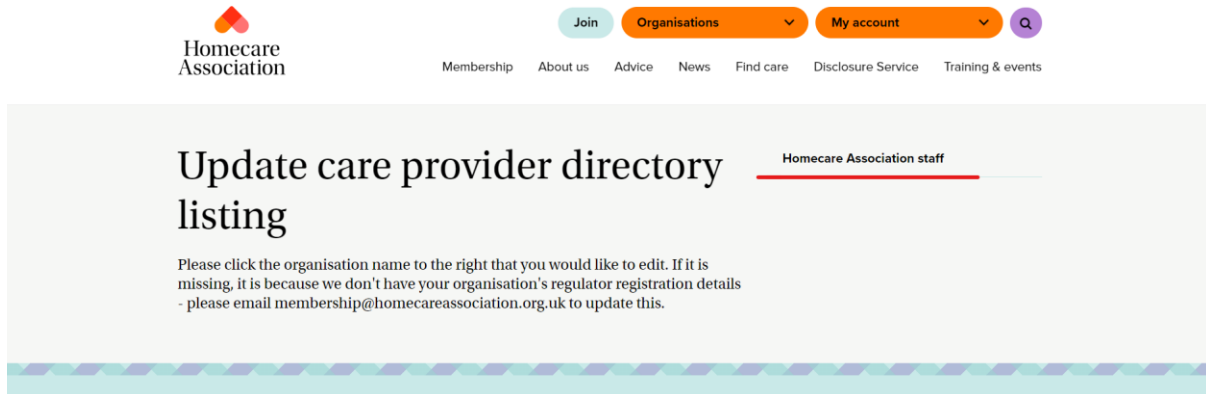 Homecare
Association
Join
Organisations
My account
Membership
About us
Advice
News
Find care
Disclosure Service
Training & events
Update care provider directory
listing
Homecare Association staff
Please click the organisation name to the right that you would like to edit. If it is
missing, it is because we don't have your organisation's regulator registration details
- please email membership@homecareassociation.org.uk to update this.